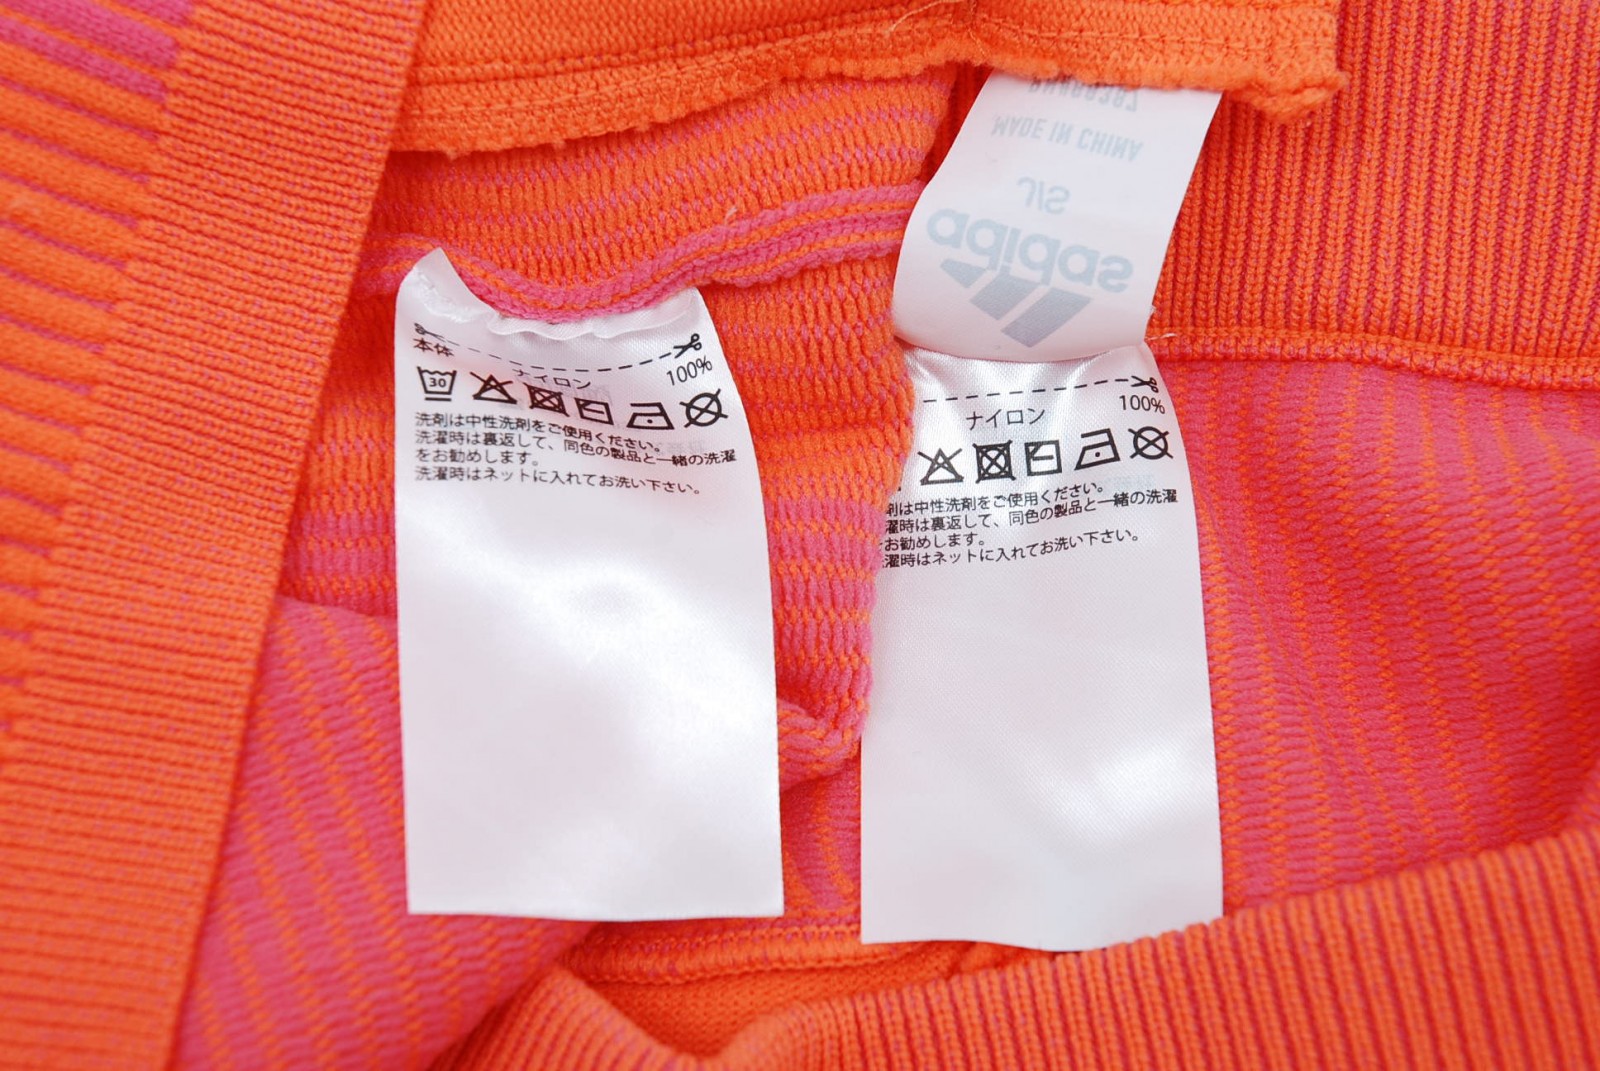 本体
ナイロン 100%
30
洗剤は中性洗剤をご使用ください。
洗濯時は裏返して、同色の製品と一緒の洗濯
をお勧めします。
洗濯時はネットに入れてお洗い下さい。
adidas
S/L
MADE IN CHINA
ナイロン 100%
剤は中性洗剤をご使用ください。
濯時は裏返して、同色の製品と一緒の洗濯
お勧めします。
濯時はネットに入れてお洗い下さい。